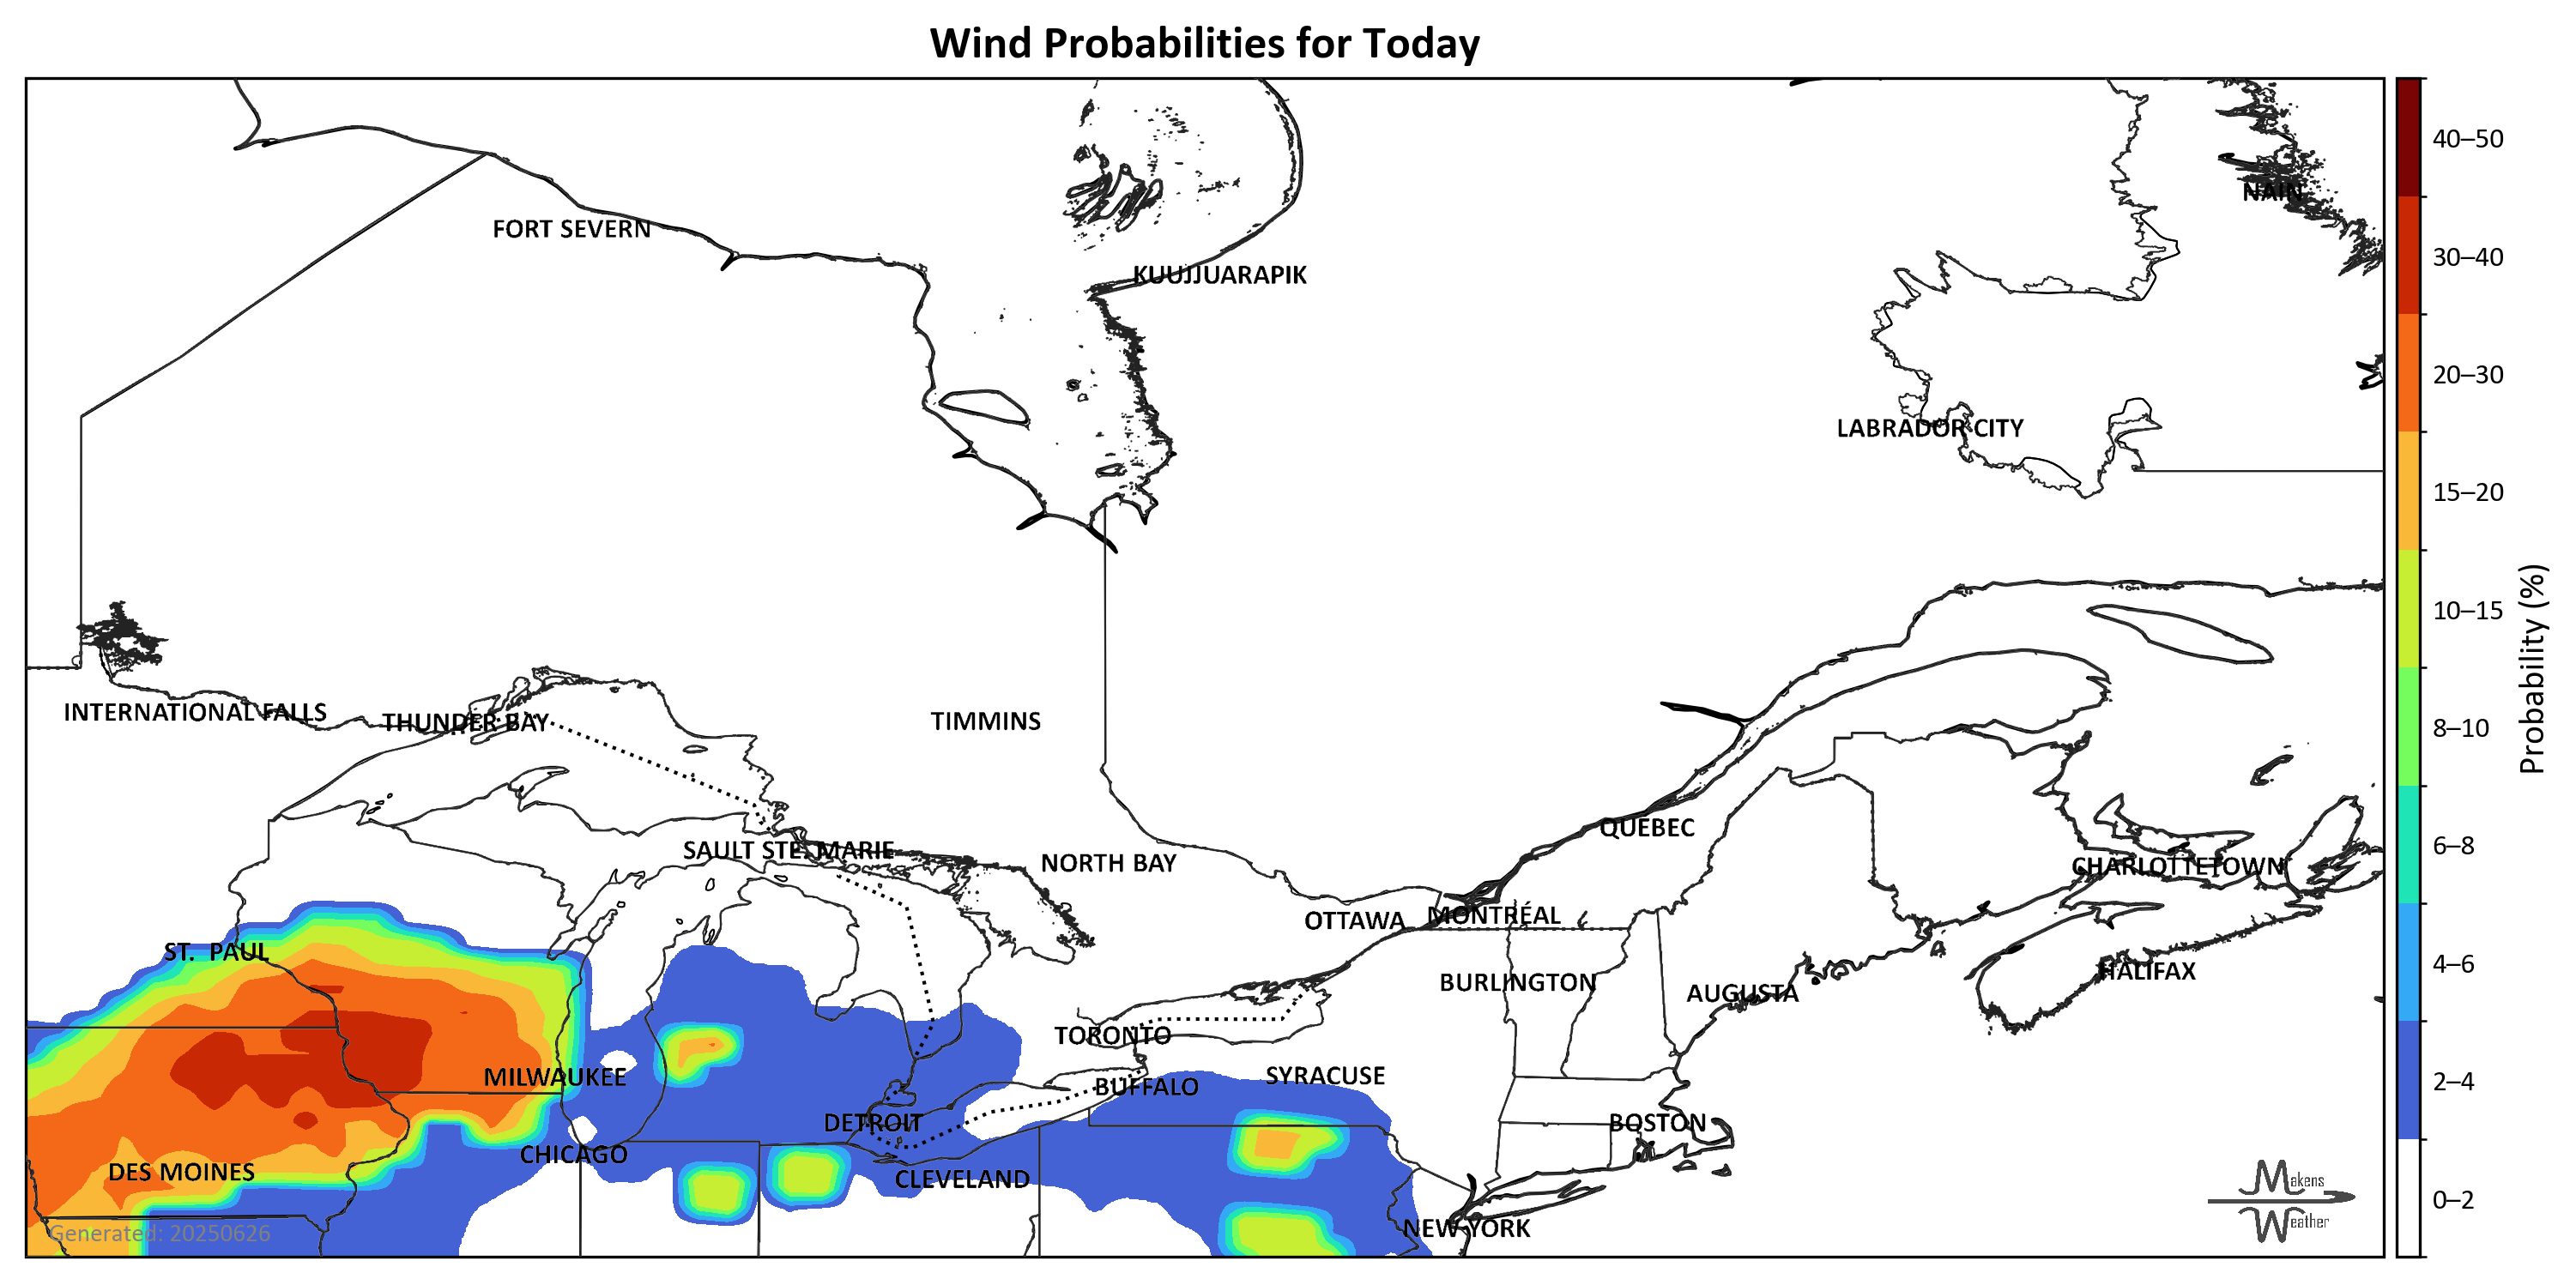 Wind Probabilities for Today
40–50
NAIN
FORT SEVERN
30–40
KUUJJUARAPIK
20–30
LABRADOR CITY
15–20
10–15
Probability (%)
INTERNATIONAL FALLS
THUNDER BAY
TIMMINS
8–10
QUÉBEC
6–8
SAULT STE. MARIE
NORTH BAY
CHARLOTTETOWN
OTTAWA
MONTRÉAL
ST. PAUL
4–6
HALIFAX
BURLINGTON
AUGUSTA
TORONTO
MILWAUKEE
SYRACUSE
2–4
BUFFALO
DETROIT
BOSTON
CHICAGO
DES MOINES
CLEVELAND
Makens
Weather
0–2
NEW YORK
Generated: 20250626